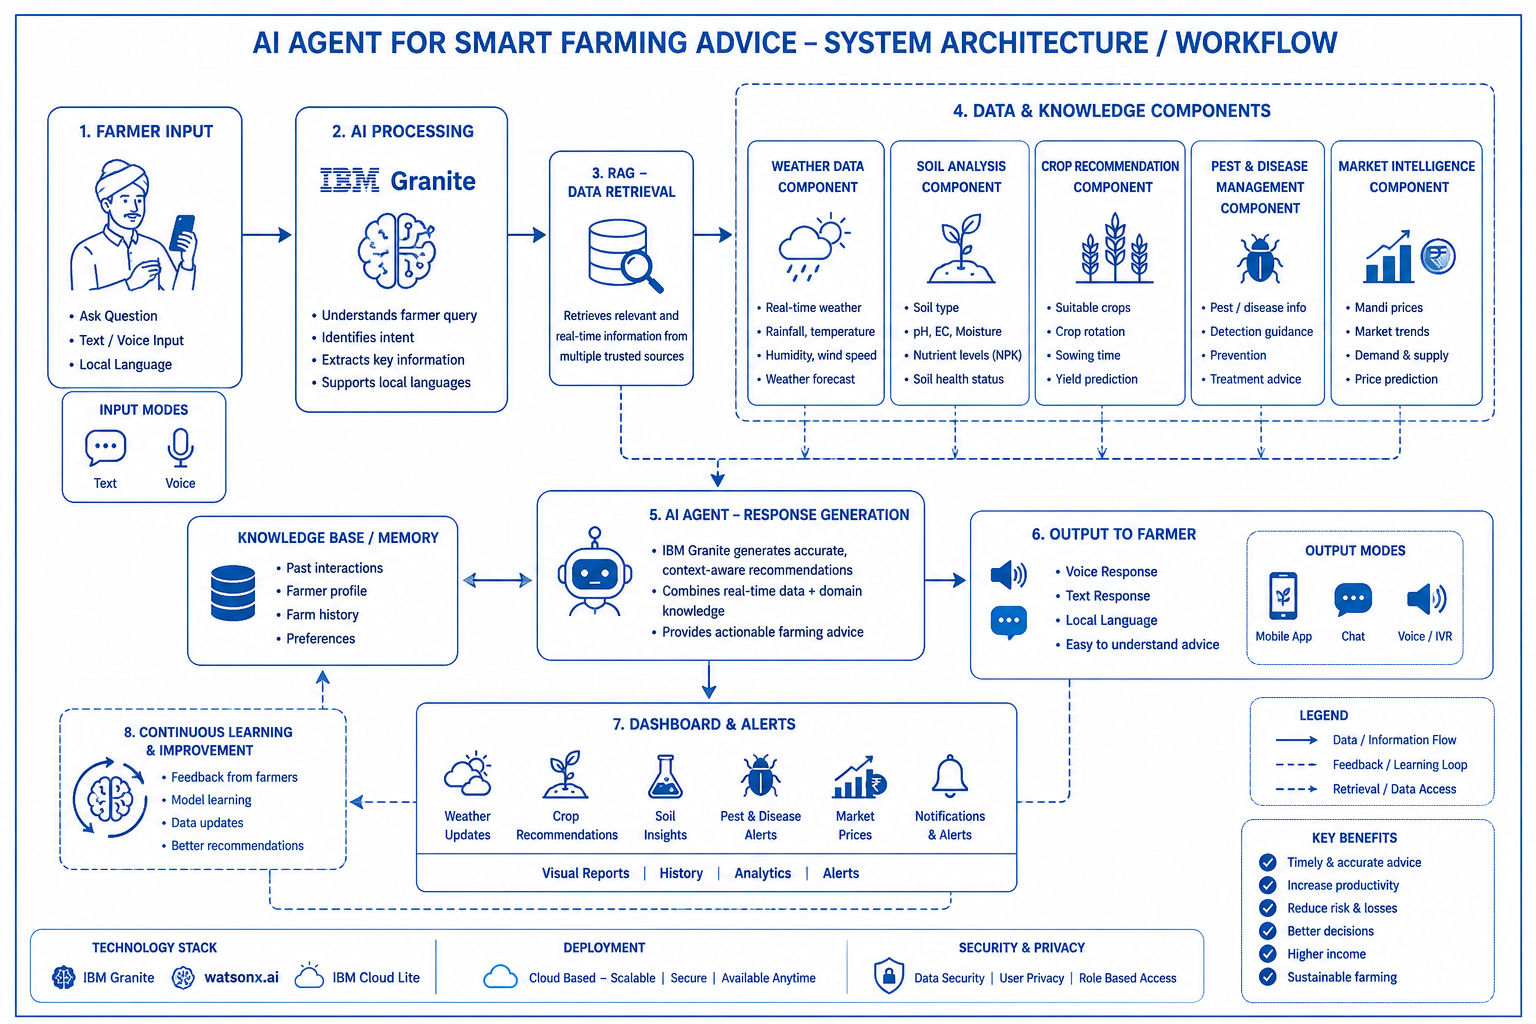 AI AGENT FOR SMART FARMING ADVICE – SYSTEM ARCHITECTURE / WORKFLOW
1. FARMER INPUT
• Ask Question
• Text / Voice Input
• Local Language
INPUT MODES
Text
Voice
2. AI PROCESSING
IBM Granite
• Understands farmer query
• Identifies intent
• Extracts key information
• Supports local languages
3. RAG –
DATA RETRIEVAL
Retrieves relevant and
real-time information from
multiple trusted sources
4. DATA & KNOWLEDGE COMPONENTS
WEATHER DATA
COMPONENT
• Real-time weather
• Rainfall, temperature
• Humidity, wind speed
• Weather forecast
SOIL ANALYSIS
COMPONENT
• Soil type
• pH, EC, Moisture
• Nutrient levels (NPK)
• Soil health status
CROP RECOMMENDATION
COMPONENT
• Suitable crops
• Crop rotation
• Sowing time
• Yield prediction
PEST & DISEASE
MANAGEMENT
COMPONENT
• Pest / disease info
• Detection guidance
• Prevention
• Treatment advice
MARKET INTELLIGENCE
COMPONENT
₹
• Mandi prices
• Market trends
• Demand & supply
• Price prediction
KNOWLEDGE BASE / MEMORY
• Past interactions
• Farmer profile
• Farm history
• Preferences
5. AI AGENT – RESPONSE GENERATION
• IBM Granite generates accurate,
context-aware recommendations
• Combines real-time data + domain
knowledge
• Provides actionable farming advice
6. OUTPUT TO FARMER
• Voice Response
• Text Response
• Local Language
• Easy to understand advice
OUTPUT MODES
Mobile App
Chat
Voice / IVR
8. CONTINUOUS LEARNING
& IMPROVEMENT
• Feedback from farmers
• Model learning
• Data updates
• Better recommendations
7. DASHBOARD & ALERTS
₹
Weather
Updates
Crop
Recommendations
Soil
Insights
Pest & Disease
Alerts
Market
Prices
Notifications
& Alerts
Visual Reports | History | Analytics | Alerts
LEGEND
Data / Information Flow
Feedback / Learning Loop
Retrieval / Data Access
KEY BENEFITS
Timely & accurate advice
Increase productivity
Reduce risk & losses
Better decisions
Higher income
Sustainable farming
TECHNOLOGY STACK
IBM Granite
watsonx.ai
IBM Cloud Lite
DEPLOYMENT
Cloud Based – Scalable | Secure | Available Anytime
SECURITY & PRIVACY
Data Security | User Privacy | Role Based Access